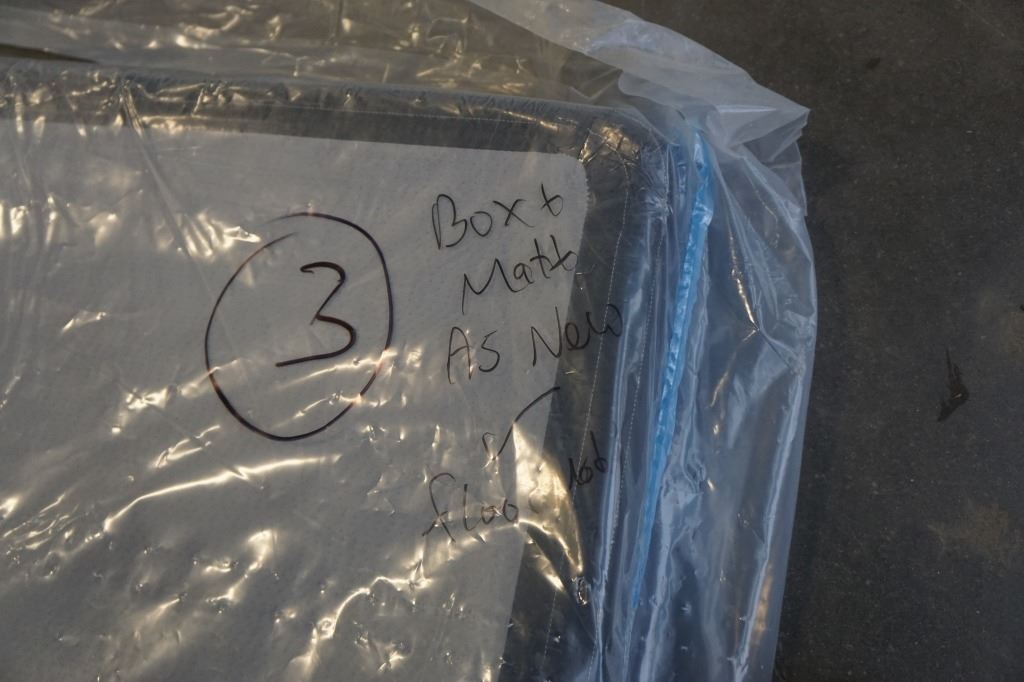 3
Box +
Matt
As New